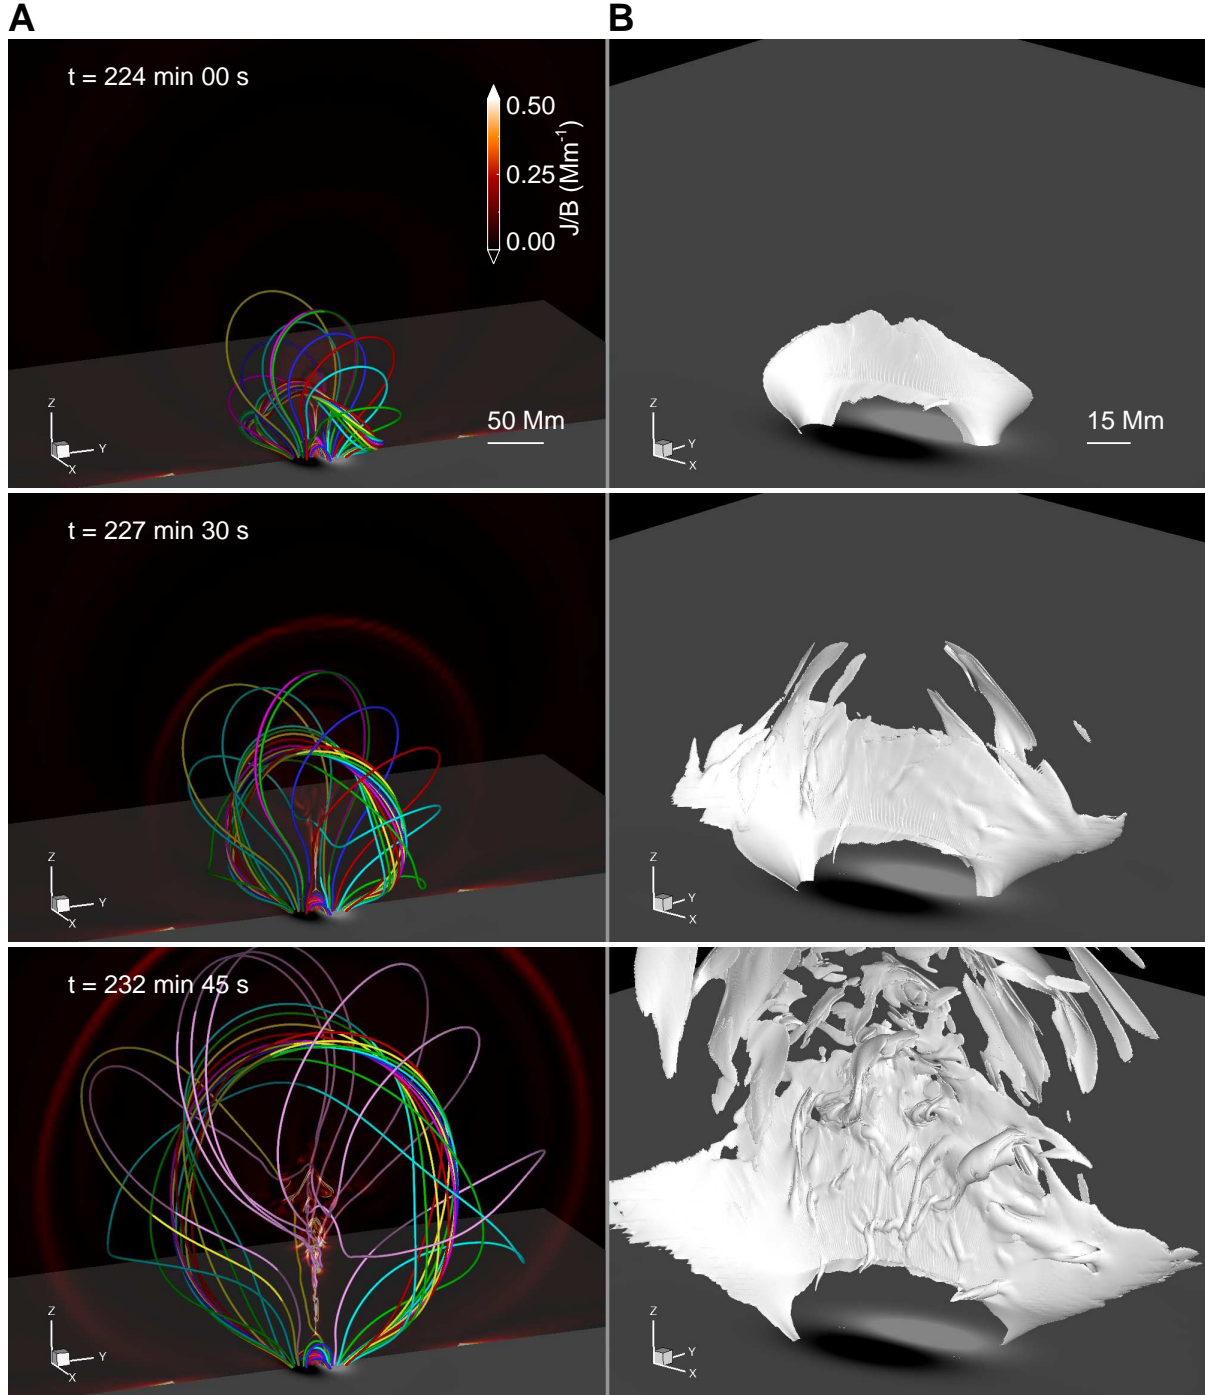 A
B
t = 224 min 00 s
0.50
0.25
0.00
J/B (Mm⁻¹)
Z
Y
X
50 Mm
Z
Y
X
15 Mm
t = 227 min 30 s
Z
Y
X
Z
Y
X
t = 232 min 45 s
Z
Y
X
Z
Y
X